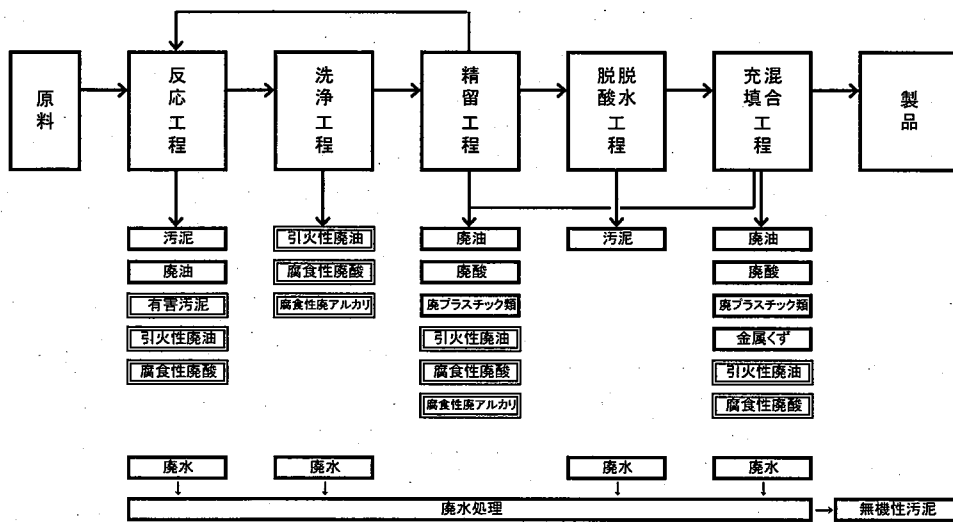 原料
反応工程
洗浄工程
精留工程
脱水
脱酸
工程
混合
充填
工程
製品
汚泥
廃油
有害汚泥
引火性廃油
腐食性廃酸
引火性廃油
腐食性廃酸
腐食性廃アルカリ
廃油
廃酸
廃プラスチック類
引火性廃油
腐食性廃酸
腐食性廃アルカリ
汚泥
廃油
廃酸
廃プラスチック類
金属くず
引火性廃油
腐食性廃酸
廃水
廃水
廃水
廃水
廃水処理
無機性汚泥